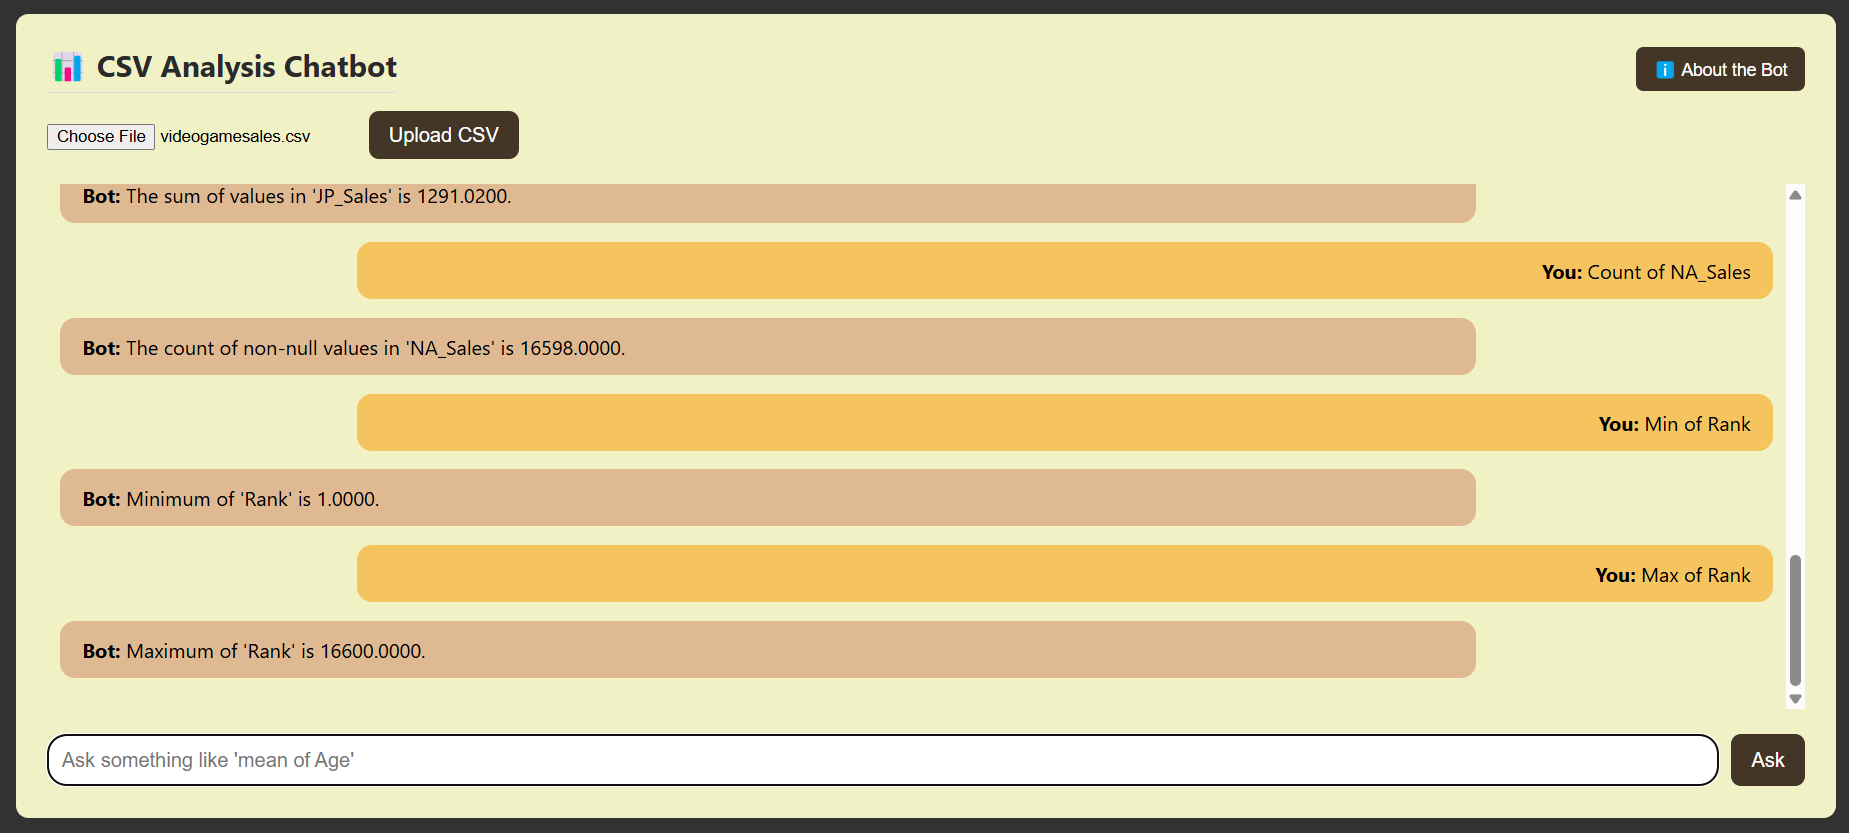 CSV Analysis Chatbot
About the Bot
Choose File videogamesales.csv
Upload CSV
Bot: The sum of values in 'JP_Sales' is 1291.0200.
You: Count of NA_Sales
Bot: The count of non-null values in 'NA_Sales' is 16598.0000.
You: Min of Rank
Bot: Minimum of 'Rank' is 1.0000.
You: Max of Rank
Bot: Maximum of 'Rank' is 16600.0000.
Ask something like 'mean of Age'
Ask